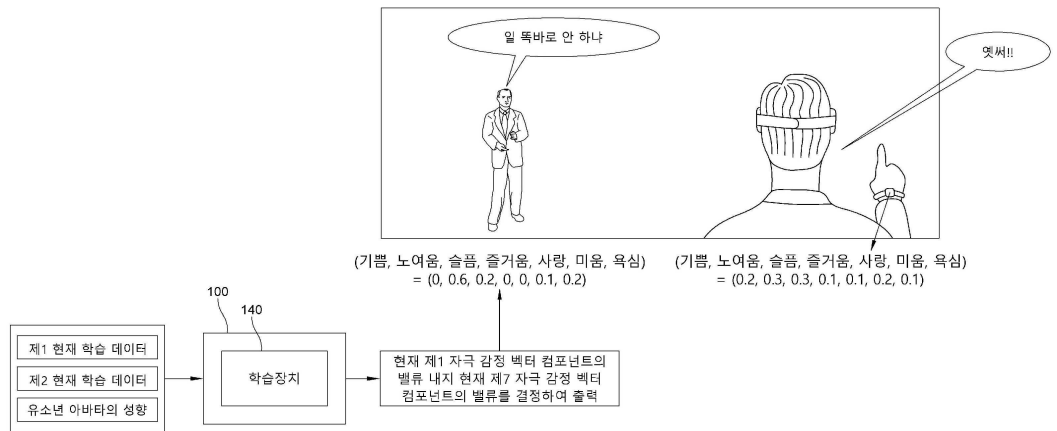 일 똑바로 안 하냐
옛써!!
(기쁨, 노여움, 슬픔, 즐거움, 사랑, 미움, 욕심)
= (0, 0.6, 0.2, 0, 0, 0.1, 0.2)
(기쁨, 노여움, 슬픔, 즐거움, 사랑, 미움, 욕심)
= (0.2, 0.3, 0.3, 0.1, 0.1, 0.2, 0.1)
100
140
제1 현재 학습 데이터
제2 현재 학습 데이터
유소년 아바타의 성향
학습장치
현재 제1 자극 감정 벡터 컴포넌트의
밸류 내지 현재 제7 자극 감정 벡터
컴포넌트의 밸류를 결정하여 출력